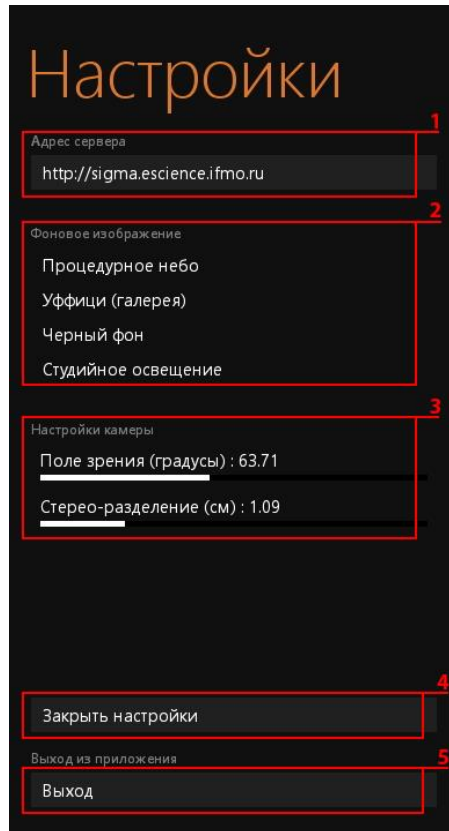 Настройки
1
Адрес сервера
http://sigma.escience.ifmo.ru
2
Фоновое изображение
Процедурное небо
Уффици (галерея)
Черный фон
Студийное освещение
3
Настройки камеры
Поле зрения (градусы) : 63.71
Стерео-разделение (см) : 1.09
4
Закрыть настройки
Выход из приложения
5
Выход